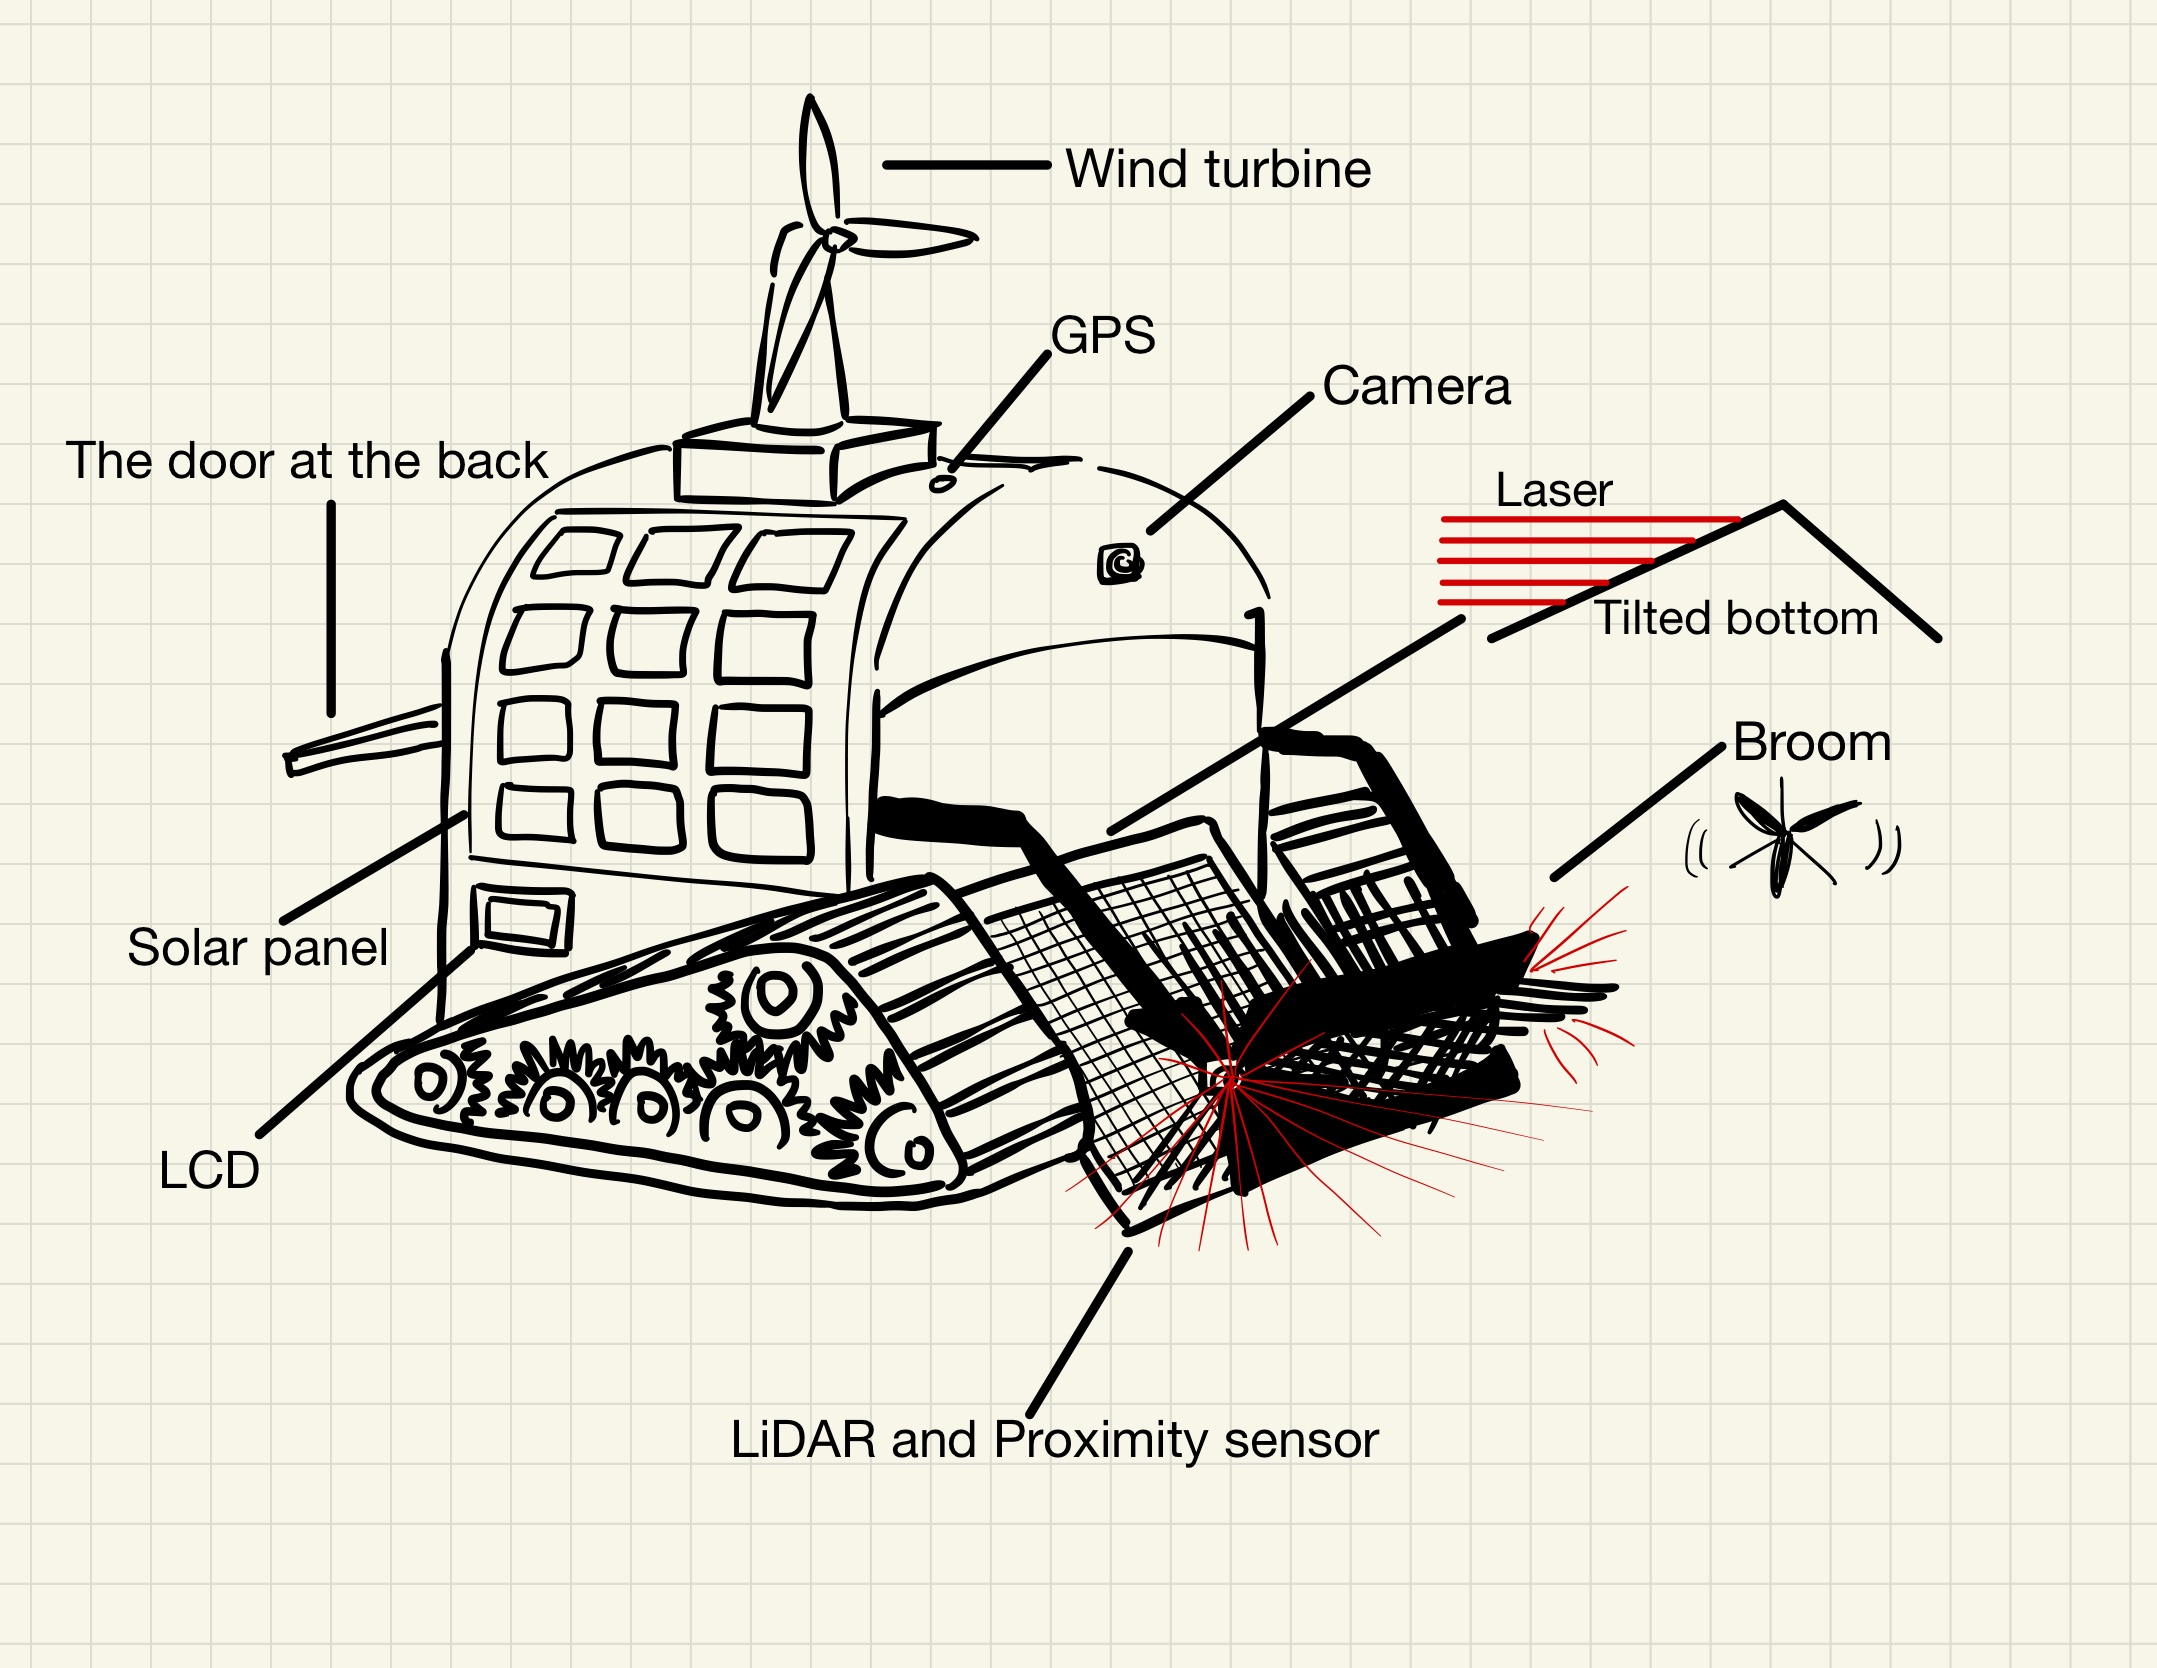 Wind turbine
GPS
Camera
The door at the back
Laser
Tilted bottom
Broom
Solar panel
LCD
LiDAR and Proximity sensor